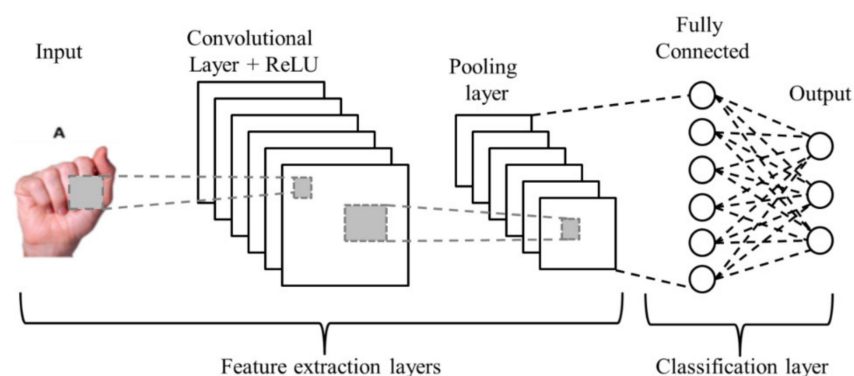 Input
Convolutional
Layer + ReLU
Pooling
layer
Fully
Connected
Output
A
Feature extraction layers
Classification layer